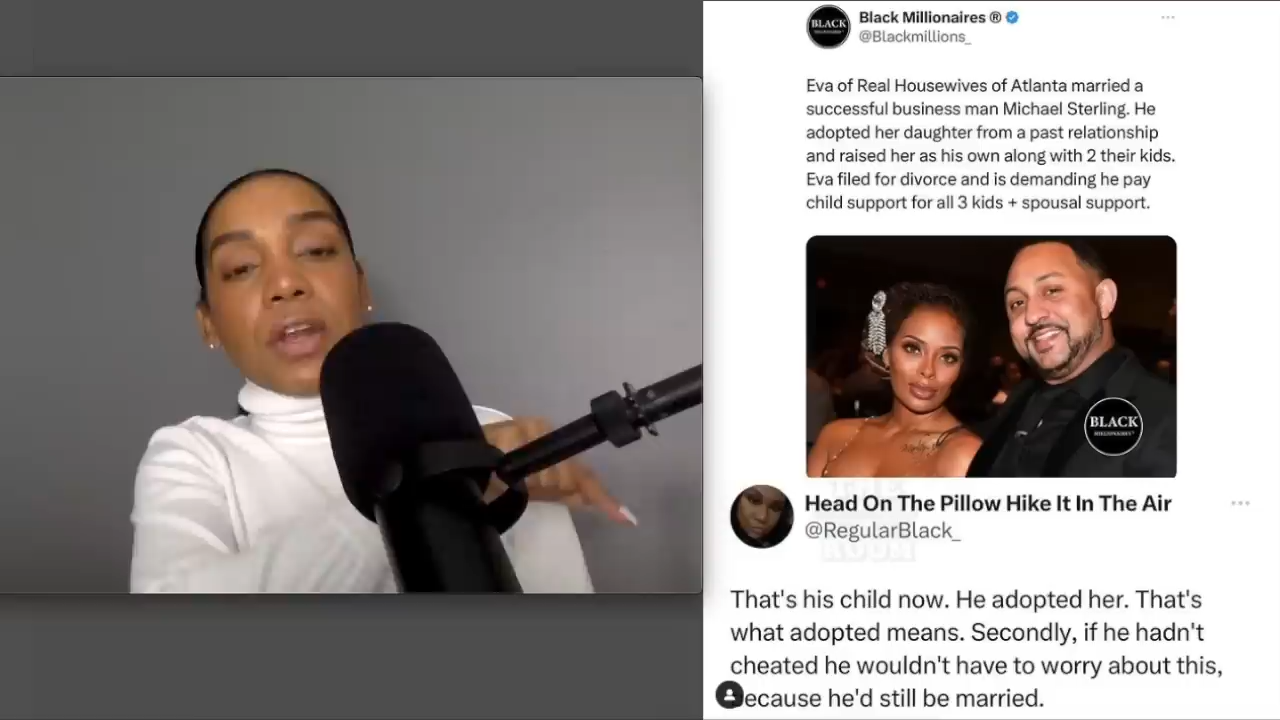 Black Millionaires ®
@Blackmillions_
Eva of Real Housewives of Atlanta married a
successful business man Michael Sterling. He
adopted her daughter from a past relationship
and raised her as his own along with 2 their kids.
Eva filed for divorce and is demanding he pay
child support for all 3 kids + spousal support.
BLACK
MILLIONAIRES
Head On The Pillow Hike It In The Air
@RegularBlack_
That's his child now. He adopted her. That's
what adopted means. Secondly, if he hadn't
cheated he wouldn't have to worry about this,
because he'd still be married.